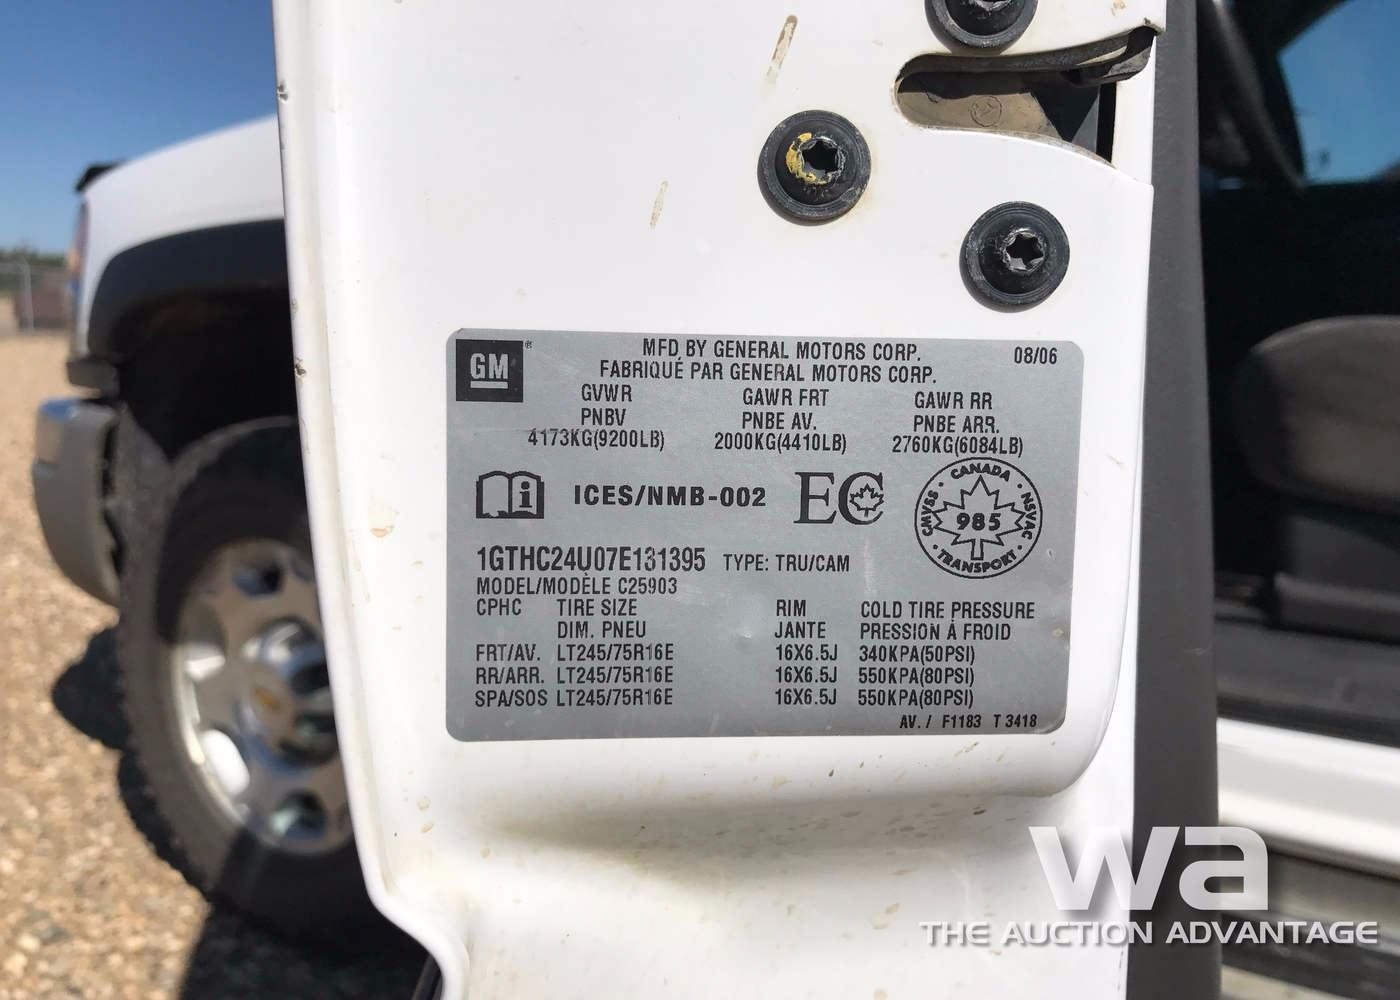 GM
MFD BY GENERAL MOTORS CORP. 08/06
FABRIQUÉ PAR GENERAL MOTORS CORP.
GVWR GAWR FRT GAWR RR
PNBV PNBE AV. PNBE ARR.
4173KG(9200LB) 2000KG(4410LB) 2760KG(6084LB)
ICES/NMB-002 EC CANADA NSVAC TRANSPORT CMVSS 985
1GTHC24U07E131395 TYPE: TRU/CAM
MODEL/MODÈLE C25903
CPHC TIRE SIZE RIM COLD TIRE PRESSURE
DIM. PNEU JANTE PRESSION À FROID
FRT/AV. LT245/75R16E 16X6.5J 340KPA(50PSI)
RR/ARR. LT245/75R16E 16X6.5J 550KPA(80PSI)
SPA/SOS LT245/75R16E 16X6.5J 550KPA(80PSI)
AV. / F1183 T 3418
wa
THE AUCTION ADVANTAGE